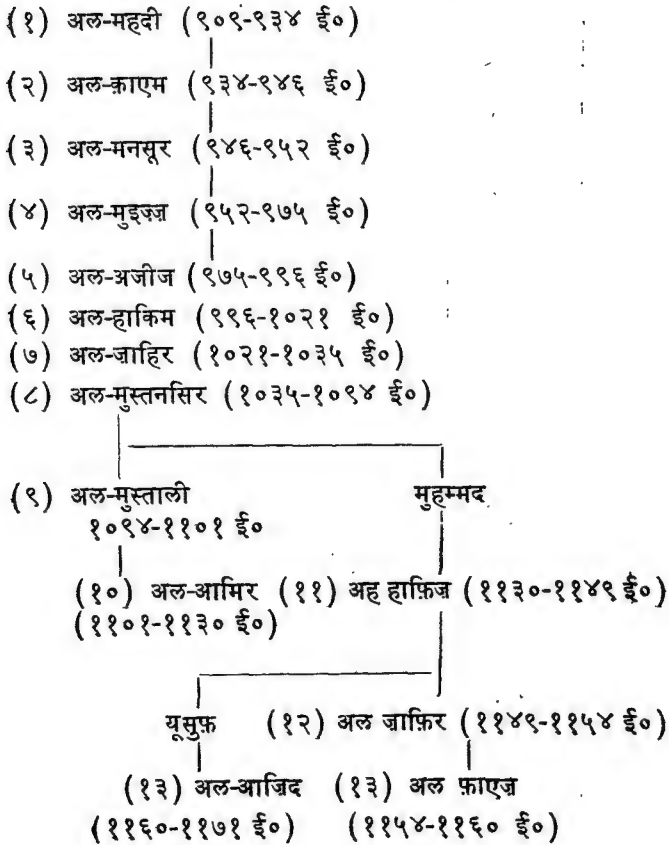 (१) अल-महदी (९०९-९३४ ई०)
(२) अल-क़ाएम (९३४-९४६ ई०)
(३) अल-मनसूर (९४६-९५२ ई०)
(४) अल-मुइज़्ज़ (९५२-९७५ ई०)
(५) अल-अजीज (९७५-९९६ ई०)
(६) अल-हाकिम (९९६-१०२१ ई०)
(७) अल-ज़ाहिर (१०२१-१०३५ ई०)
(८) अल-मुस्तनसिर (१०३५-१०९४ ई०)
(९) अल-मुस्ताली मुहम्मद
१०९४-११०१ ई०
(१०) अल-आमिर (११) अह हाफ़िज (११३०-११४९ ई०)
(११०१-११३० ई०)
यूसुफ़ (१२) अल ज़ाफ़िर (११४९-११५४ ई०)
(१३) अल-आज़िद (१३) अल फ़ाएज़
(११६०-११७१ ई०) (११५४-११६० ई०)